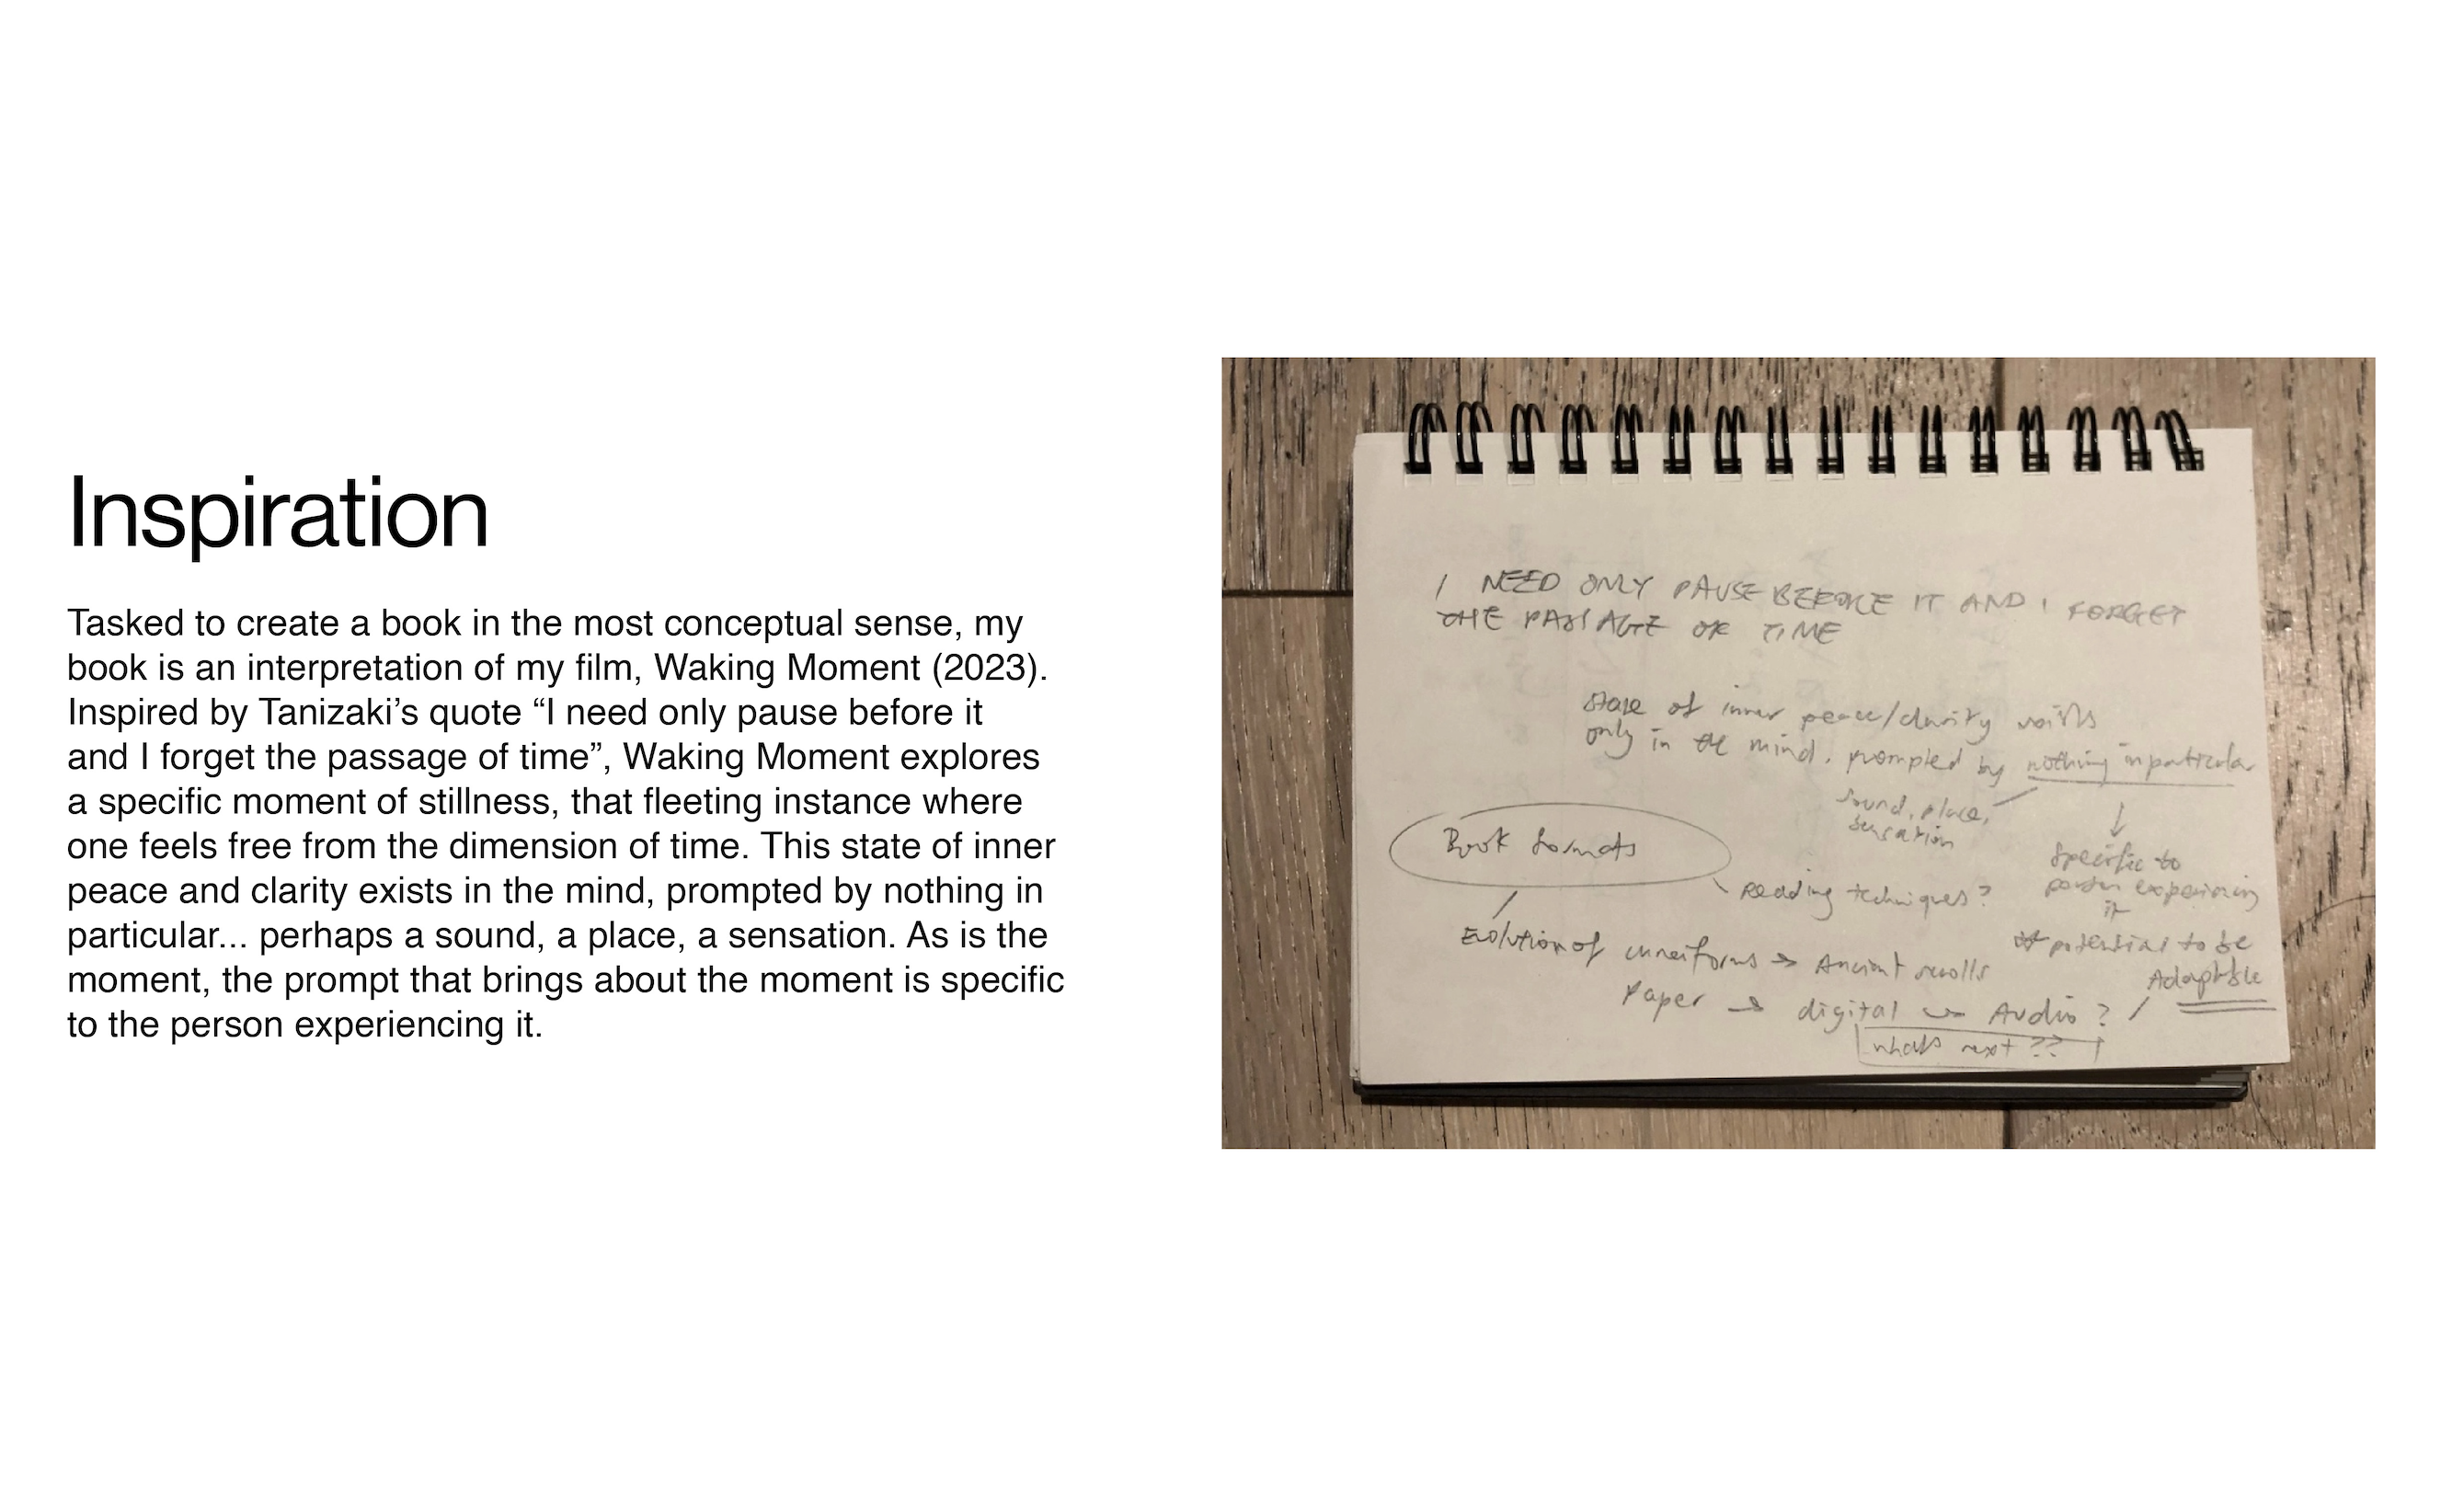 Inspiration
Tasked to create a book in the most conceptual sense, my
book is an interpretation of my film, Waking Moment (2023).
Inspired by Tanizaki’s quote “I need only pause before it
and I forget the passage of time”, Waking Moment explores
a specific moment of stillness, that fleeting instance where
one feels free from the dimension of time. This state of inner
peace and clarity exists in the mind, prompted by nothing in
particular... perhaps a sound, a place, a sensation. As is the
moment, the prompt that brings about the moment is specific
to the person experiencing it.
I NEED ONLY PAUSE BEFORE IT AND I FORGET
THE PASSAGE OF TIME
State of inner peace/clarity exists
only in the mind, prompted by nothing in particular
sound, place,
sensation
Specific to
person experiencing
it
* potential to be
Adaptable
Book formats
Reading techniques?
Evolution of cuneiforms → Ancient scrolls
Paper → digital → Audio?
what's next??